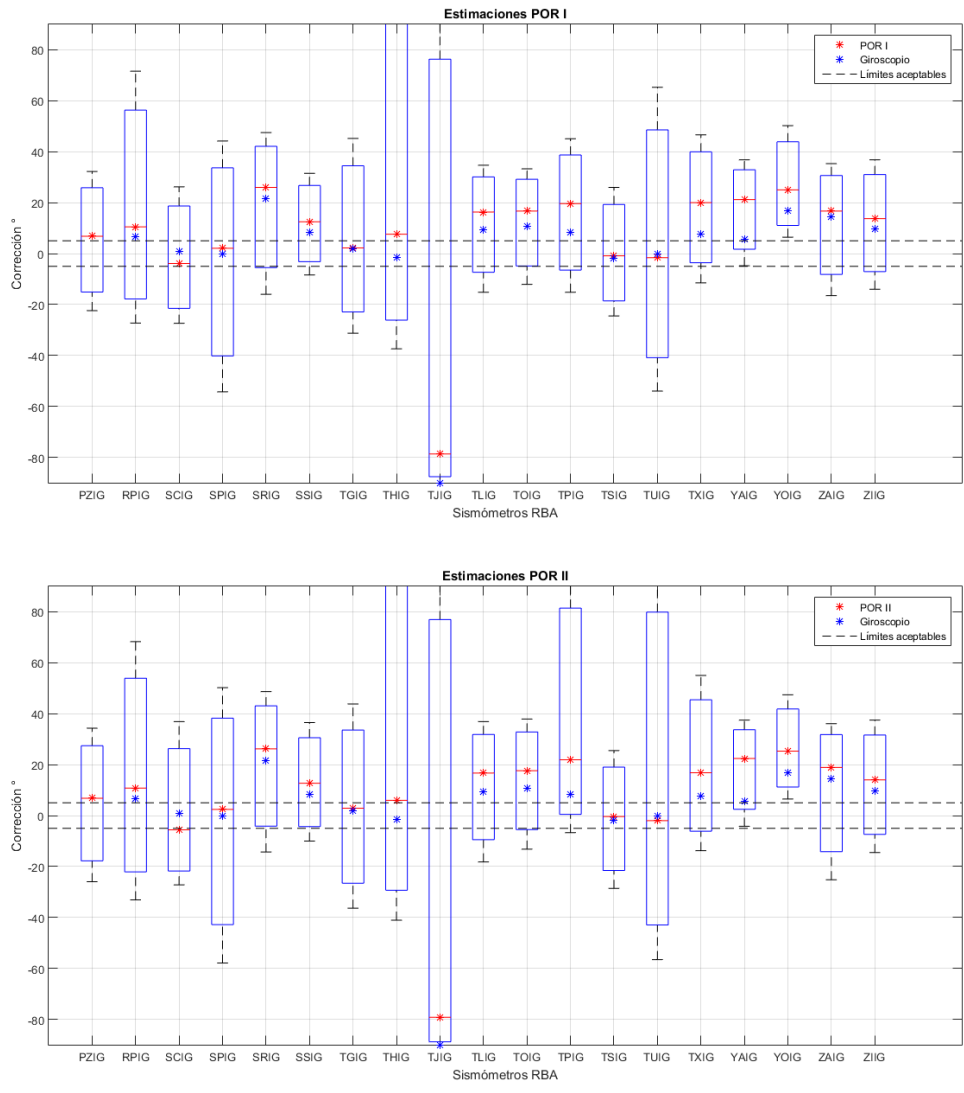 Estimaciones POR I
POR I
Giroscopio
Límites aceptables
80
60
40
20
0
-20
-40
-60
-80
Corrección °
PZIG RPIG SCIG SPIG SRIG SSIG TGIG THIG TJIG TLIG TOIG TPIG TSIG TUIG TXIG YAIG YOIG ZAIG ZIIG
Sismómetros RBA
Estimaciones POR II
POR II
Giroscopio
Límites aceptables
80
60
40
20
0
-20
-40
-60
-80
Corrección °
PZIG RPIG SCIG SPIG SRIG SSIG TGIG THIG TJIG TLIG TOIG TPIG TSIG TUIG TXIG YAIG YOIG ZAIG ZIIG
Sismómetros RBA